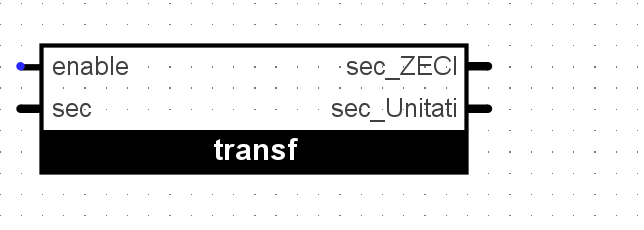 enable sec_ZECI
sec sec_Unitati
transf